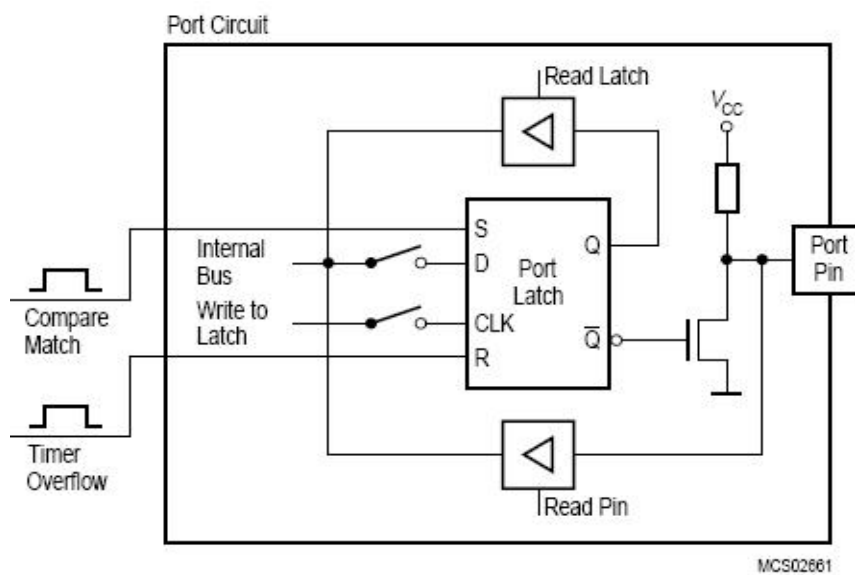 Port Circuit
Read Latch
VCC
S
Internal
Bus
D
Q
Port
Latch
Port
Pin
Compare
Match
Write to
Latch
CLK
Q
R
Timer
Overflow
Read Pin
MCS02661